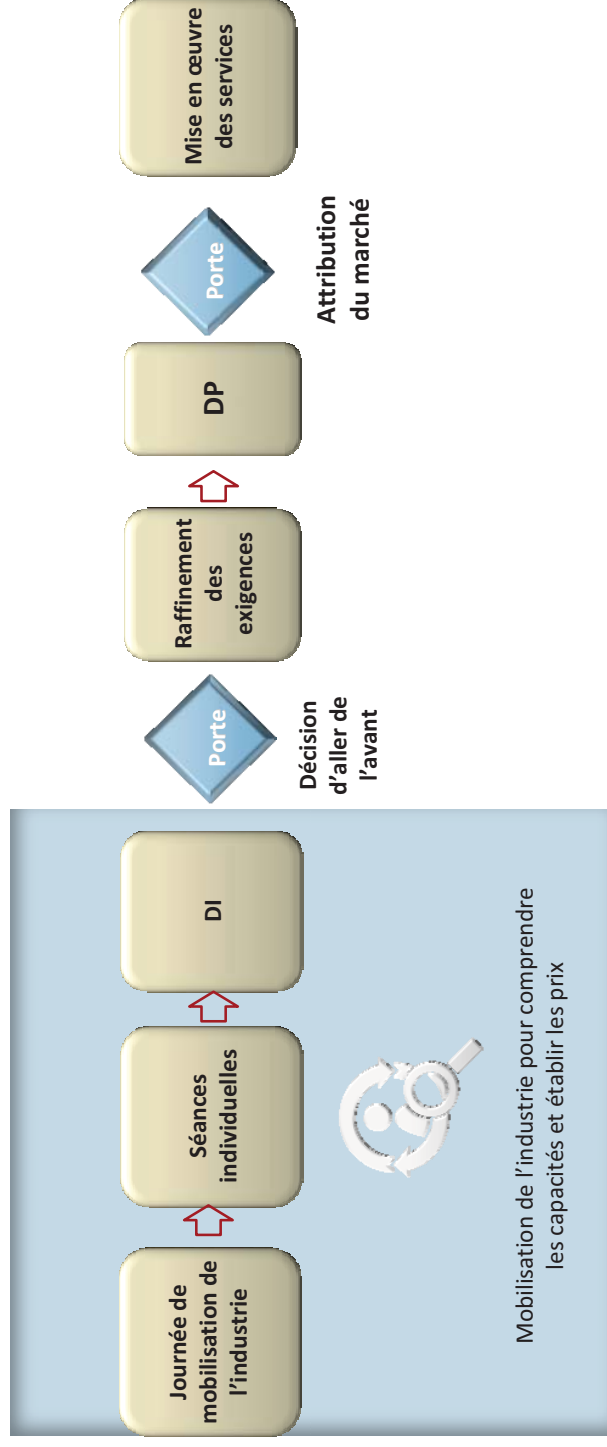 Journée de
mobilisation de
l'industrie
Séances
individuelles
DI
Mobilisation de l'industrie pour comprendre
les capacités et établir les prix
Porte
Décision
d'aller de
l'avant
Raffinement
des
exigences
DP
Porte
Attribution
du marché
Mise en œuvre
des services